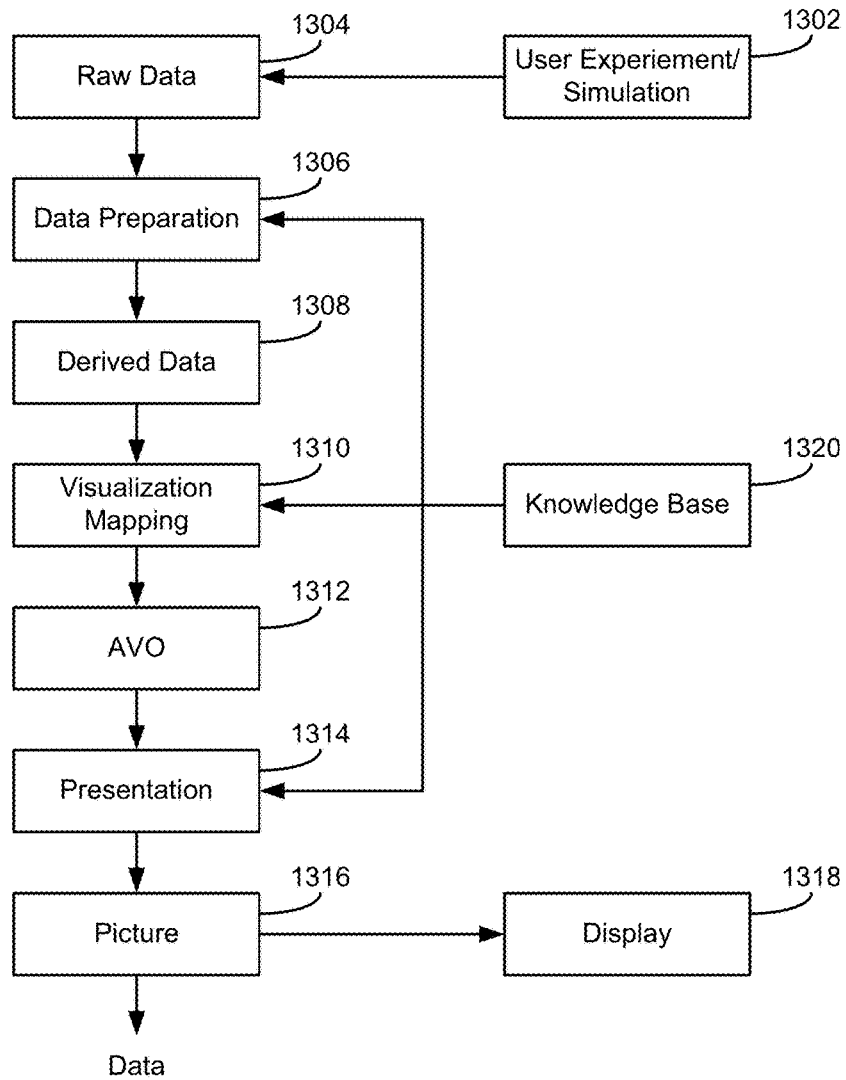 1304
1302
Raw Data
User Experiement/
Simulation
1306
Data Preparation
1308
Derived Data
1310
1320
Visualization
Mapping
Knowledge Base
1312
AVO
1314
Presentation
1316
1318
Picture
Display
Data